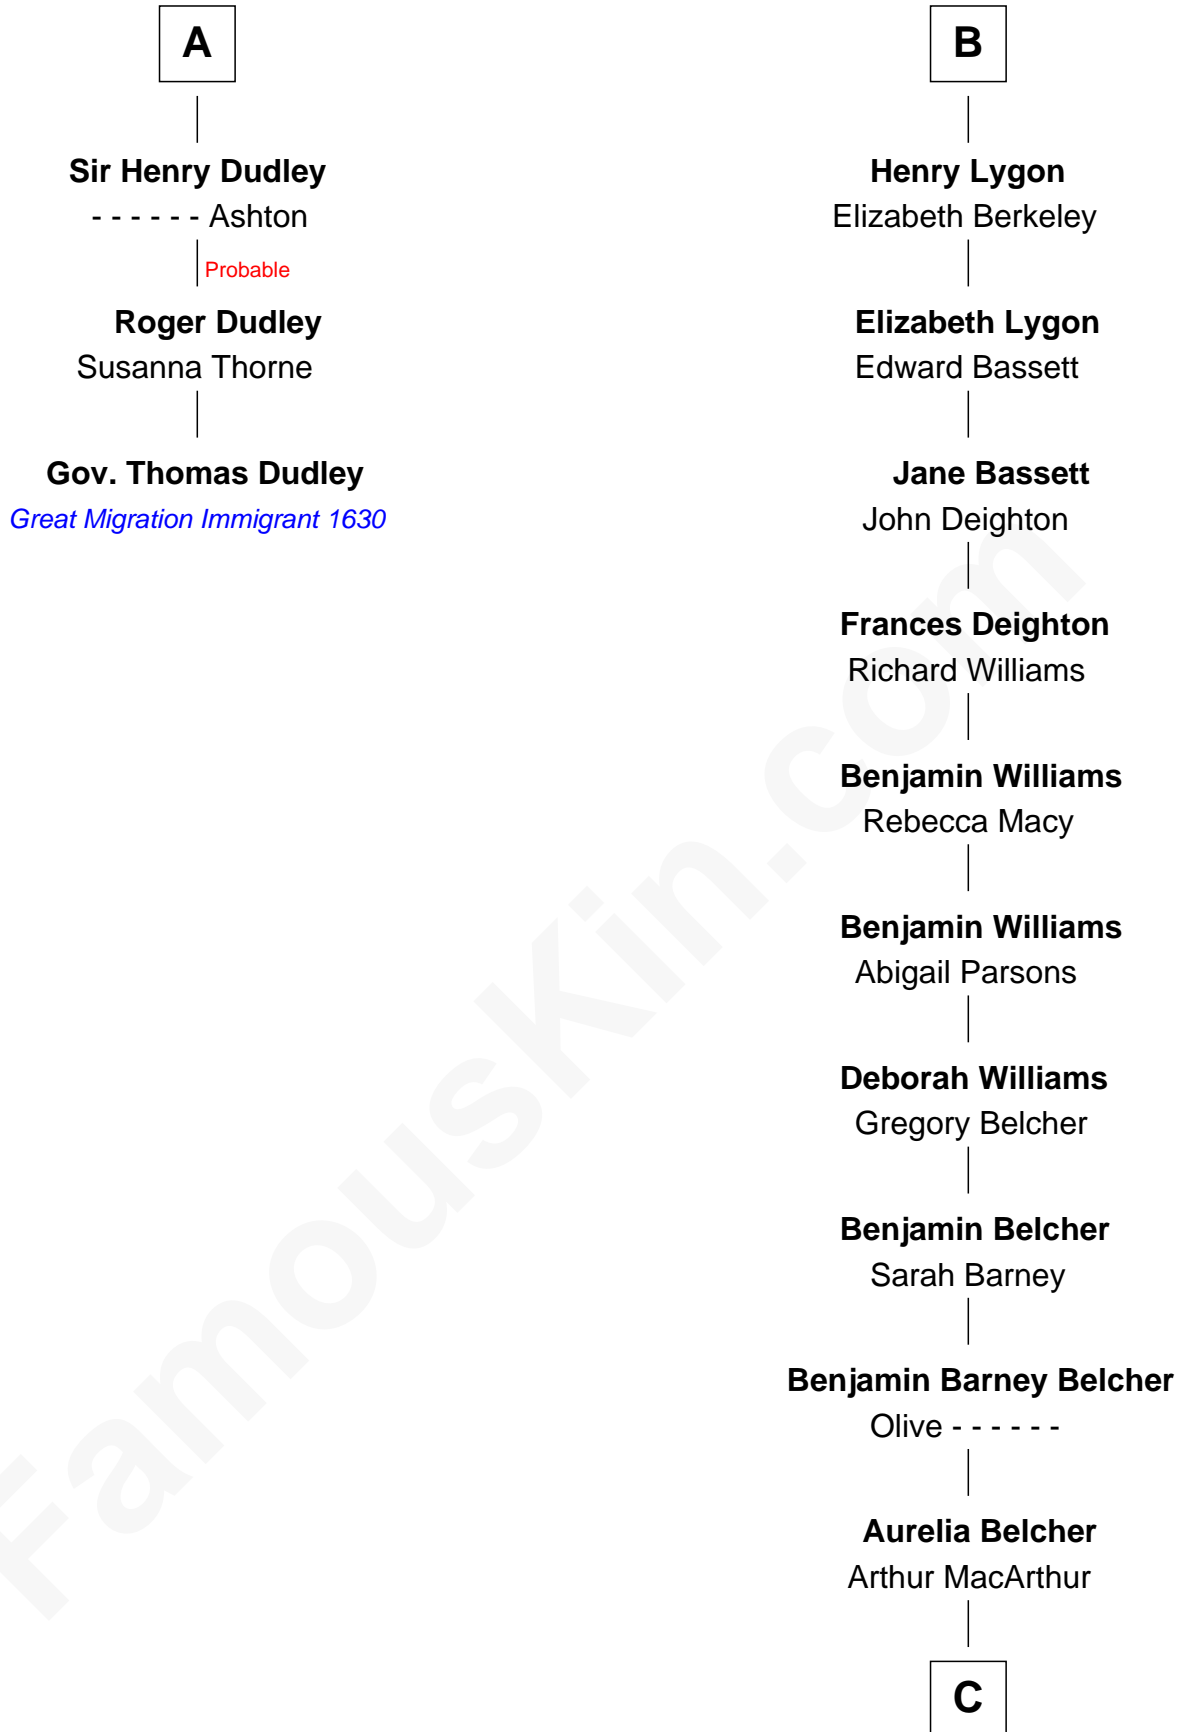 A
Sir Henry Dudley
- - - - - - Ashton
Probable
Roger Dudley
Susanna Thorne
Gov. Thomas Dudley
Great Migration Immigrant 1630
B
Henry Lygon
Elizabeth Berkeley
Elizabeth Lygon
Edward Bassett
Jane Bassett
John Deighton
Frances Deighton
Richard Williams
Benjamin Williams
Rebecca Macy
Benjamin Williams
Abigail Parsons
Deborah Williams
Gregory Belcher
Benjamin Belcher
Sarah Barney
Benjamin Barney Belcher
Olive - - - - - -
Aurelia Belcher
Arthur MacArthur
C
FamousKin.com